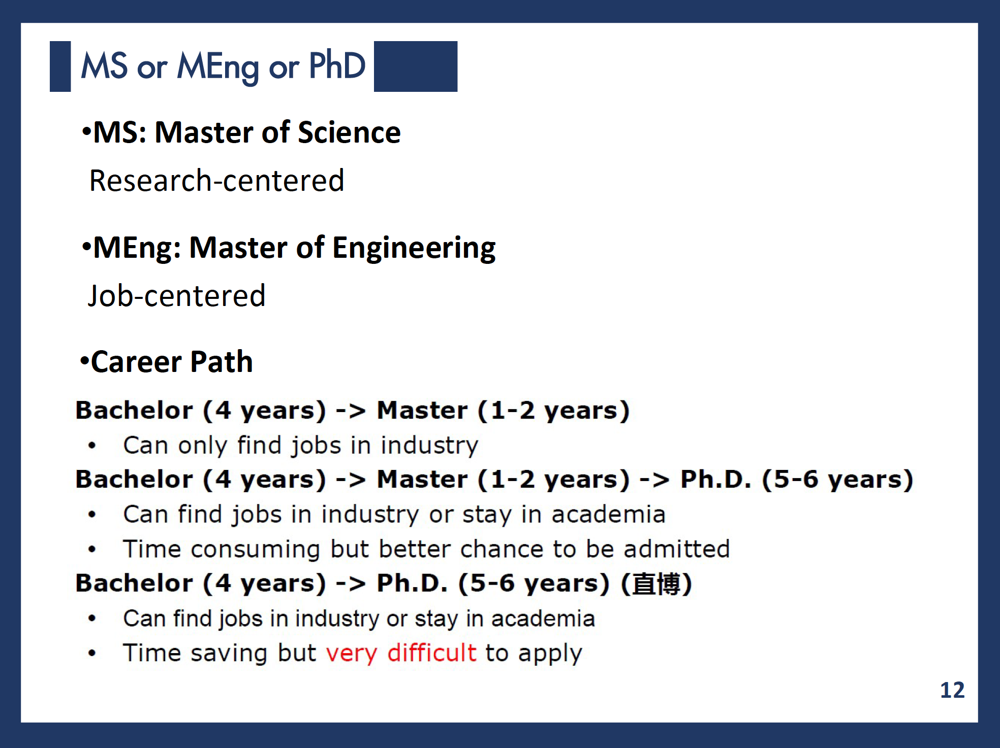 MS or MEng or PhD
•MS: Master of Science
Research-centered
•MEng: Master of Engineering
Job-centered
•Career Path
Bachelor (4 years) -> Master (1-2 years)
• Can only find jobs in industry
Bachelor (4 years) -> Master (1-2 years) -> Ph.D. (5-6 years)
• Can find jobs in industry or stay in academia
• Time consuming but better chance to be admitted
Bachelor (4 years) -> Ph.D. (5-6 years) (直博)
• Can find jobs in industry or stay in academia
• Time saving but very difficult to apply
12